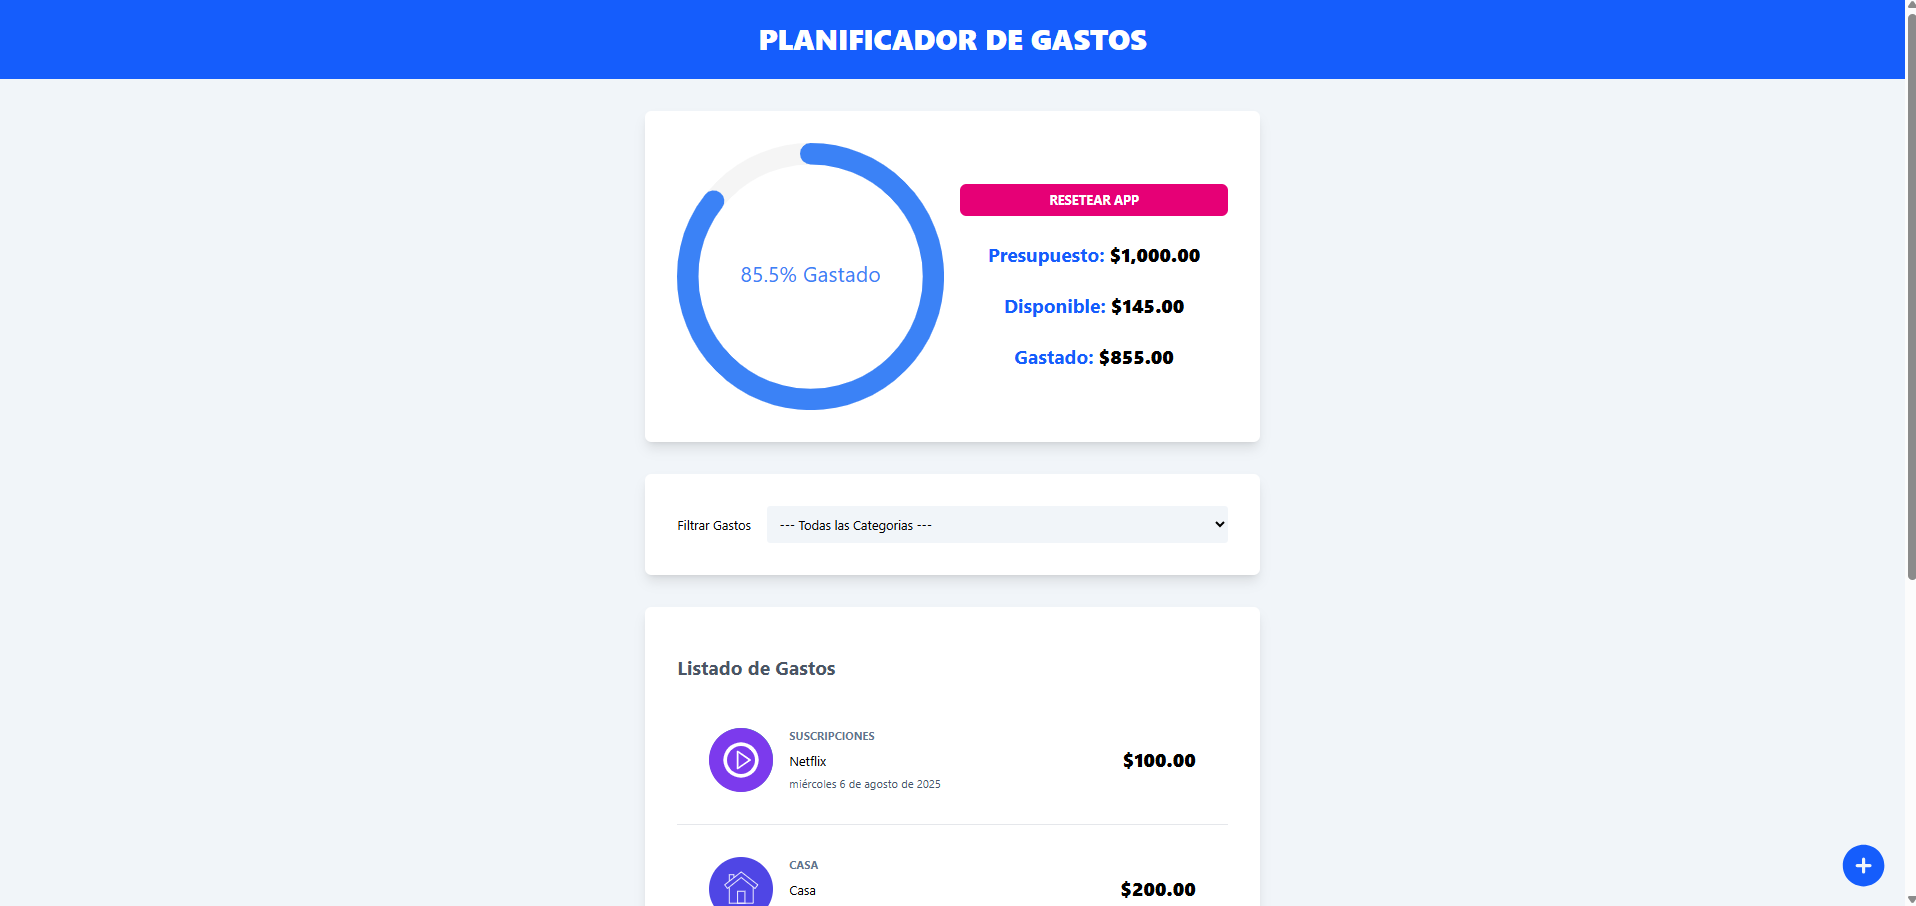 PLANIFICADOR DE GASTOS
85.5% Gastado
RESETEAR APP
Presupuesto: $1,000.00
Disponible: $145.00
Gastado: $855.00
Filtrar Gastos
--- Todas las Categorias ---
Listado de Gastos
SUSCRIPCIONES
Netflix
miércoles 6 de agosto de 2025
$100.00
CASA
Casa
$200.00